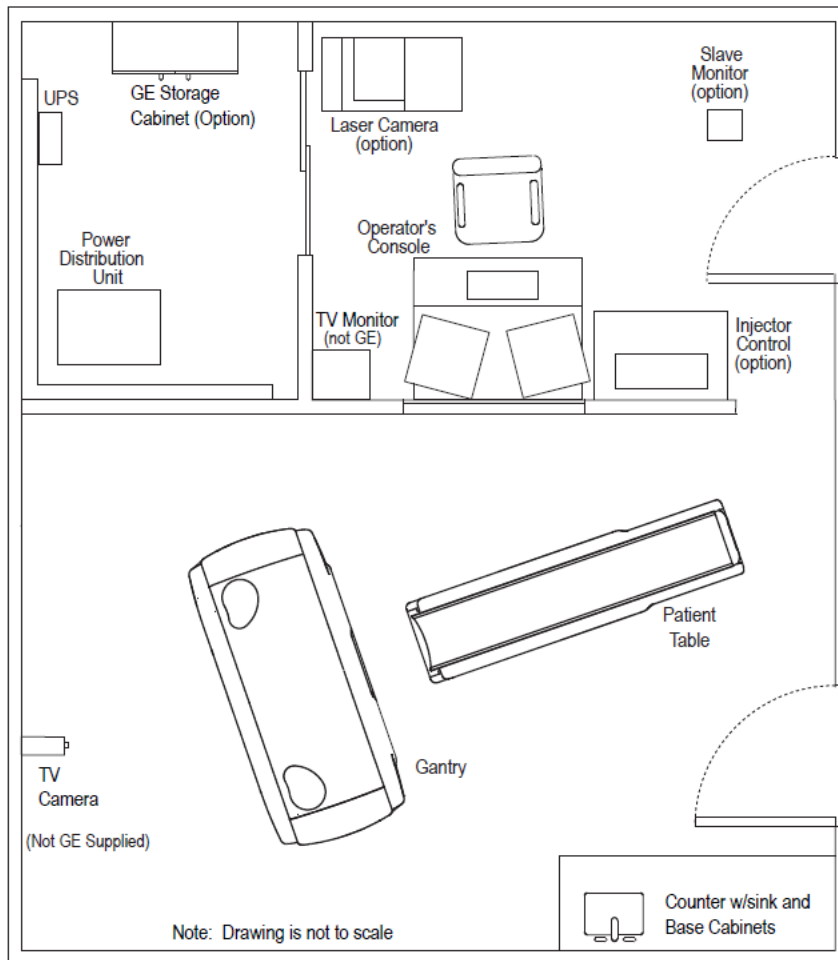 UPS
GE Storage
Cabinet (Option)
Laser Camera
(option)
Slave
Monitor
(option)
Operator's
Console
Power
Distribution
Unit
TV Monitor
(not GE)
Injector
Control
(option)
Patient
Table
Gantry
TV
Camera
(Not GE Supplied)
Counter w/sink and
Base Cabinets
Note: Drawing is not to scale